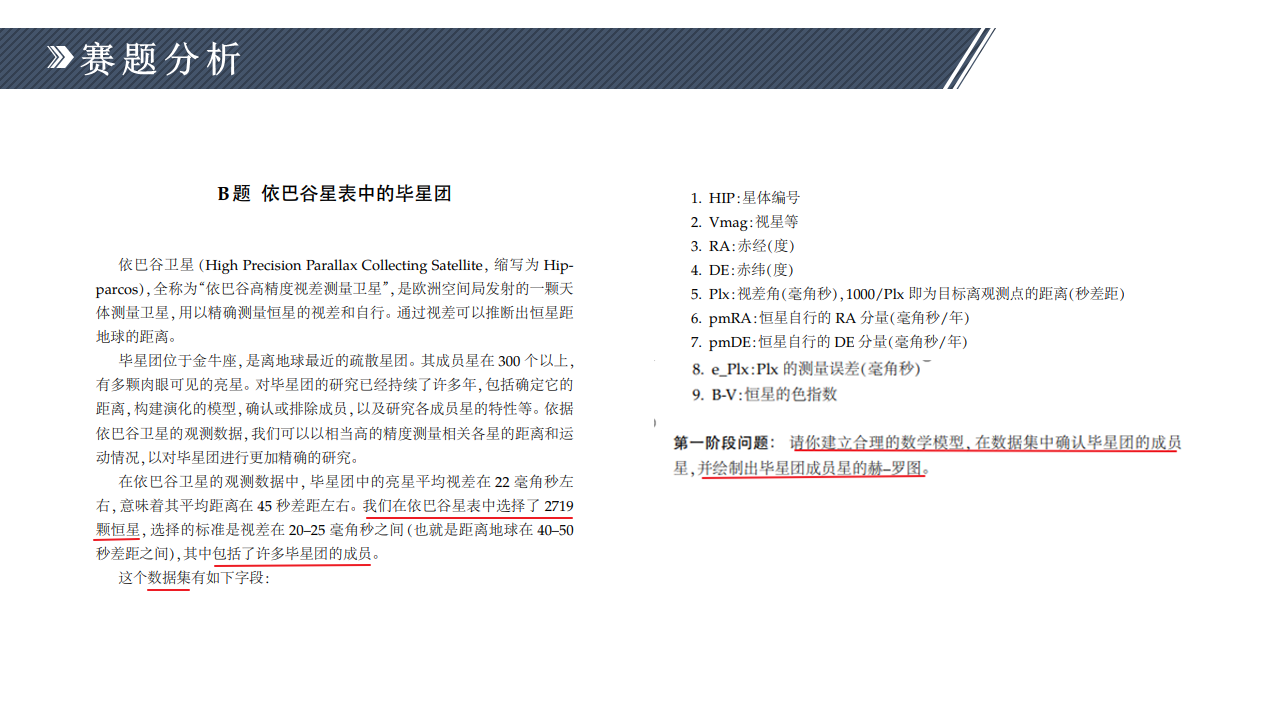 赛题分析
B题 依巴谷星表中的毕星团
依巴谷卫星(High Precision Parallax Collecting Satellite, 缩写为 Hip-
parcos),全称为“依巴谷高精度视差测量卫星”,是欧洲空间局发射的一颗天
体测量卫星,用以精确测量恒星的视差和自行。通过视差可以推断出恒星距
地球的距离。
毕星团位于金牛座,是离地球最近的疏散星团。其成员星在 300 个以上,
有多颗肉眼可见的亮星。对毕星团的研究已经持续了许多年,包括确定它的
距离,构建演化的模型,确认或排除成员,以及研究各成员星的特性等。依据
依巴谷卫星的观测数据,我们可以以相当高的精度测量相关各星的距离和运
动情况,以对毕星团进行更加精确的研究。
在依巴谷卫星的观测数据中,毕星团中的亮星平均视差在 22 毫角秒左
右,意味着其平均距离在 45 秒差距左右。我们在依巴谷星表中选择了 2719
颗恒星,选择的标准是视差在 20–25 毫角秒之间(也就是距离地球在 40–50
秒差距之间),其中包括了许多毕星团的成员。
这个数据集有如下字段:
1. HIP:星体编号
2. Vmag:视星等
3. RA:赤经(度)
4. DE:赤纬(度)
5. Plx:视差角(毫角秒),1000/Plx 即为目标离观测点的距离(秒差距)
6. pmRA:恒星自行的 RA 分量(毫角秒/年)
7. pmDE:恒星自行的 DE 分量(毫角秒/年)
8. e_Plx:Plx 的测量误差(毫角秒)
9. B-V:恒星的色指数
第一阶段问题: 请你建立合理的数学模型,在数据集中确认毕星团的成员
星,并绘制出毕星团成员星的赫–罗图。